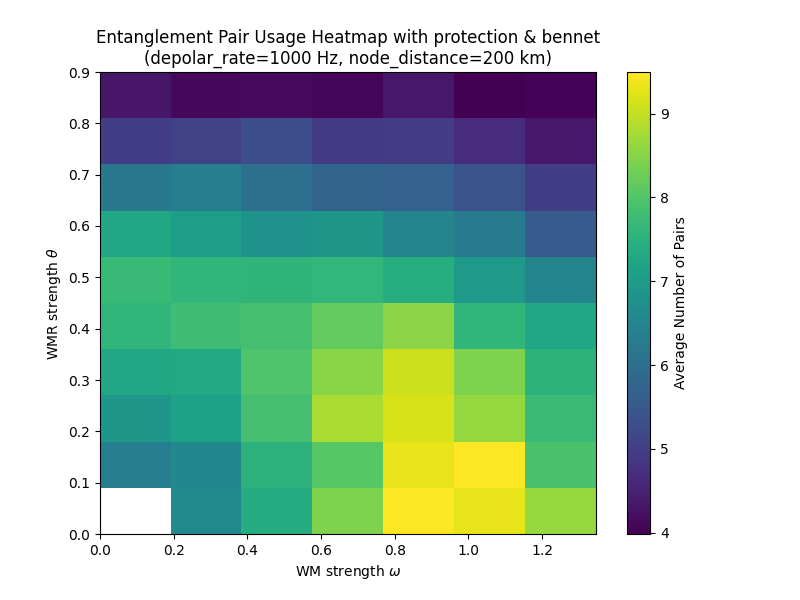 Entanglement Pair Usage Heatmap with protection & bennet
(depolar_rate=1000 Hz, node_distance=200 km)
0.9
0.8
0.7
0.6
0.5
0.4
0.3
0.2
0.1
0.0
WMR strength θ
0.0 0.2 0.4 0.6 0.8 1.0 1.2
WM strength ω
9
8
7
6
5
4
Average Number of Pairs